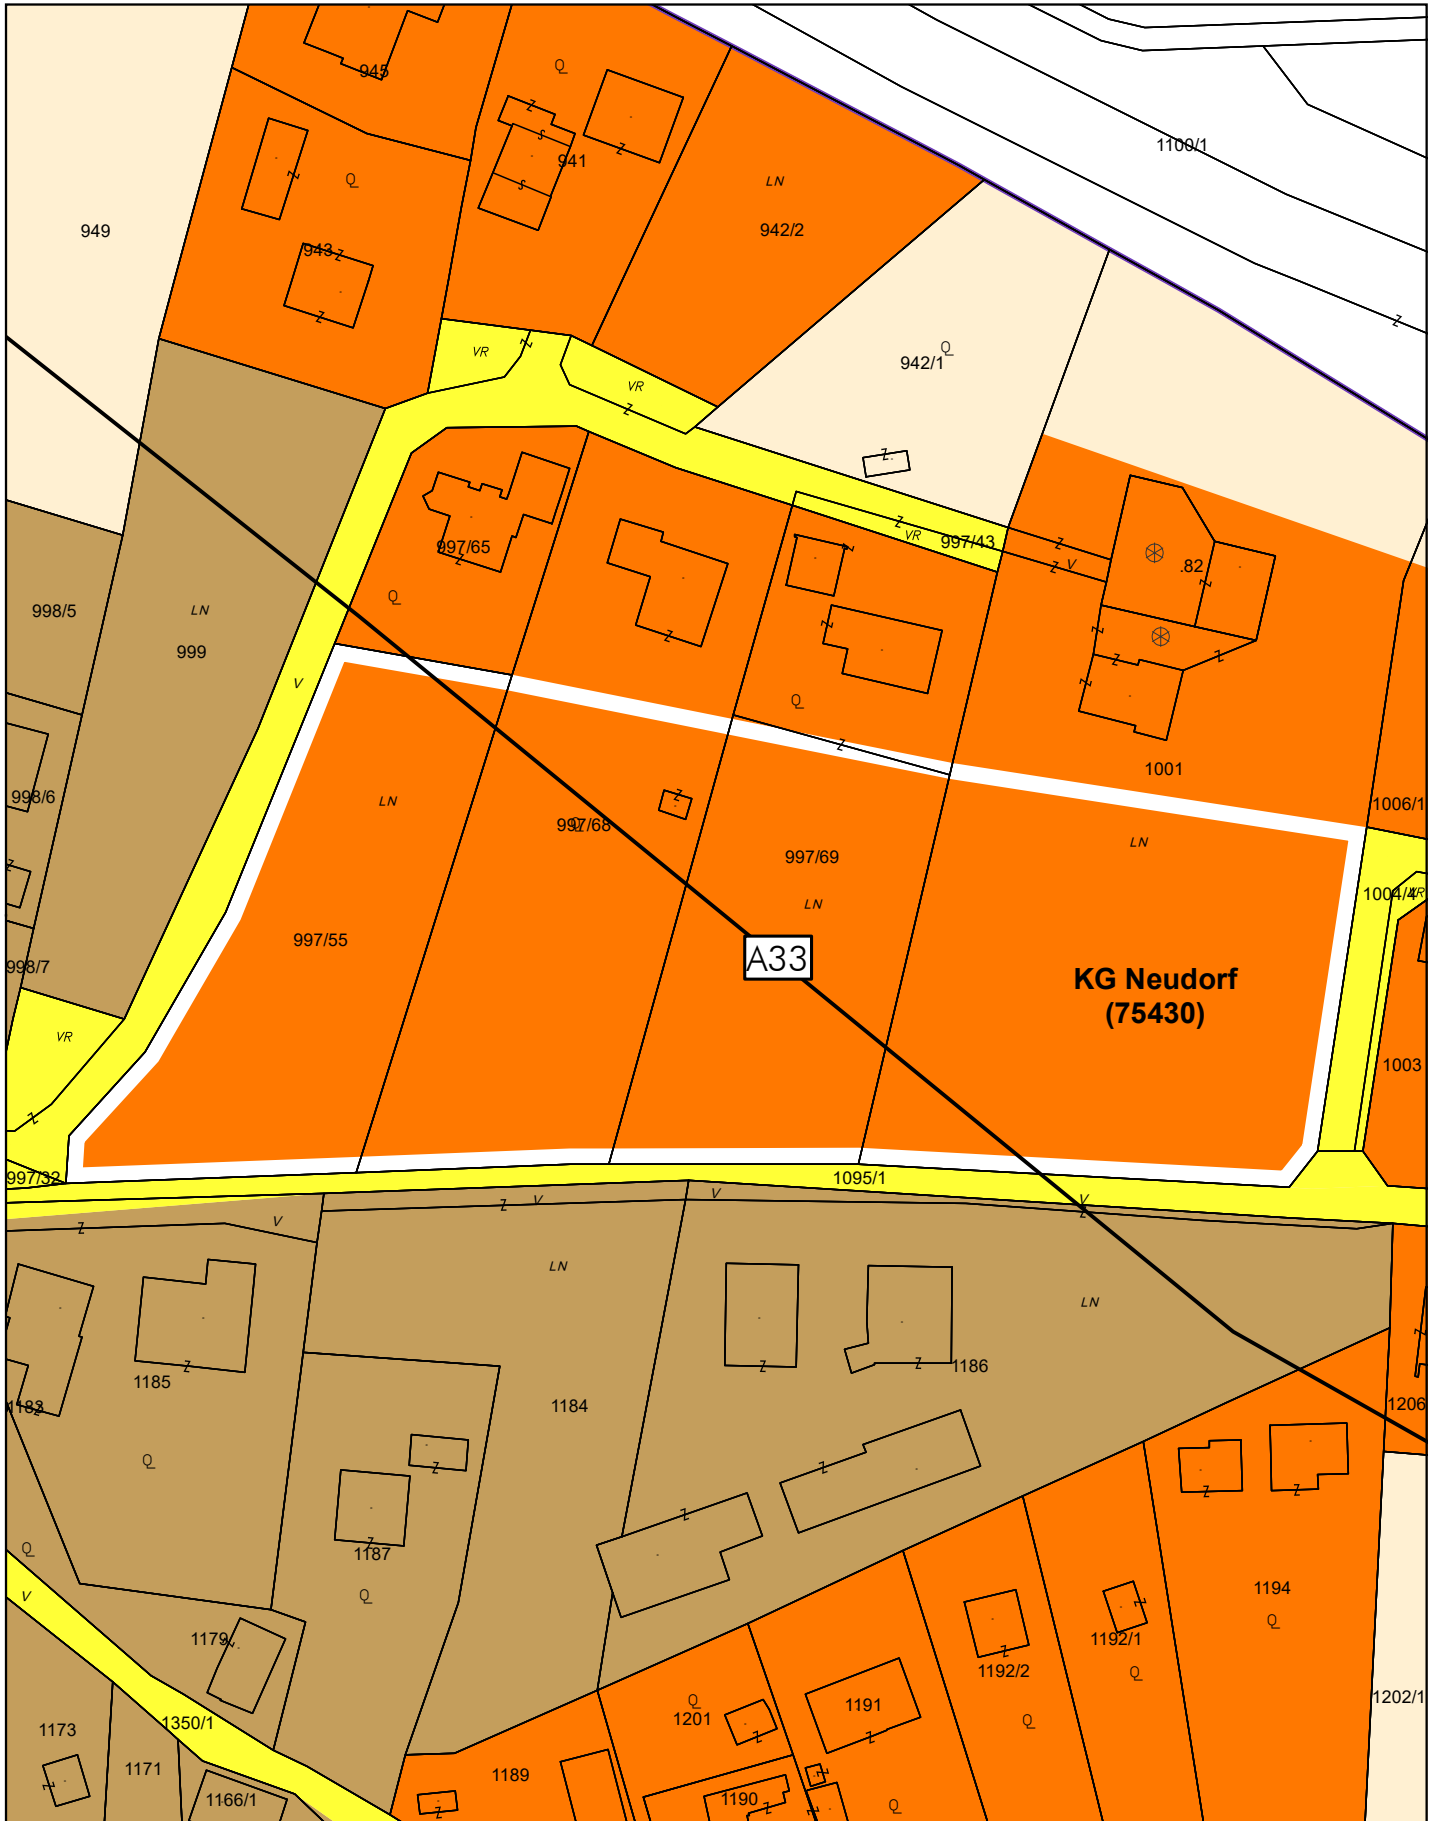 945
Q
941
1100/1
Q
LN
949
942/2
943
Z
VR
Q
942/1
VR
997/65
VR
997/43
V
.82
Q
998/5
LN
999
V
Q
1001
998/6
LN
997/68
1006/1
LN
997/69
1004/4
VR
LN
997/55
A33
998/7
KG Neudorf
(75430)
VR
1003
997/32
1095/1
V
V
V
V
LN
LN
1185
1186
1183
1184
1206
Q
1187
Q
Q
V
1194
Q
1179
1192/1
1192/2
Q
Q
1201
1191
1202/1
Q
1173
1350/1
1171
1189
1166/1
1190
Q